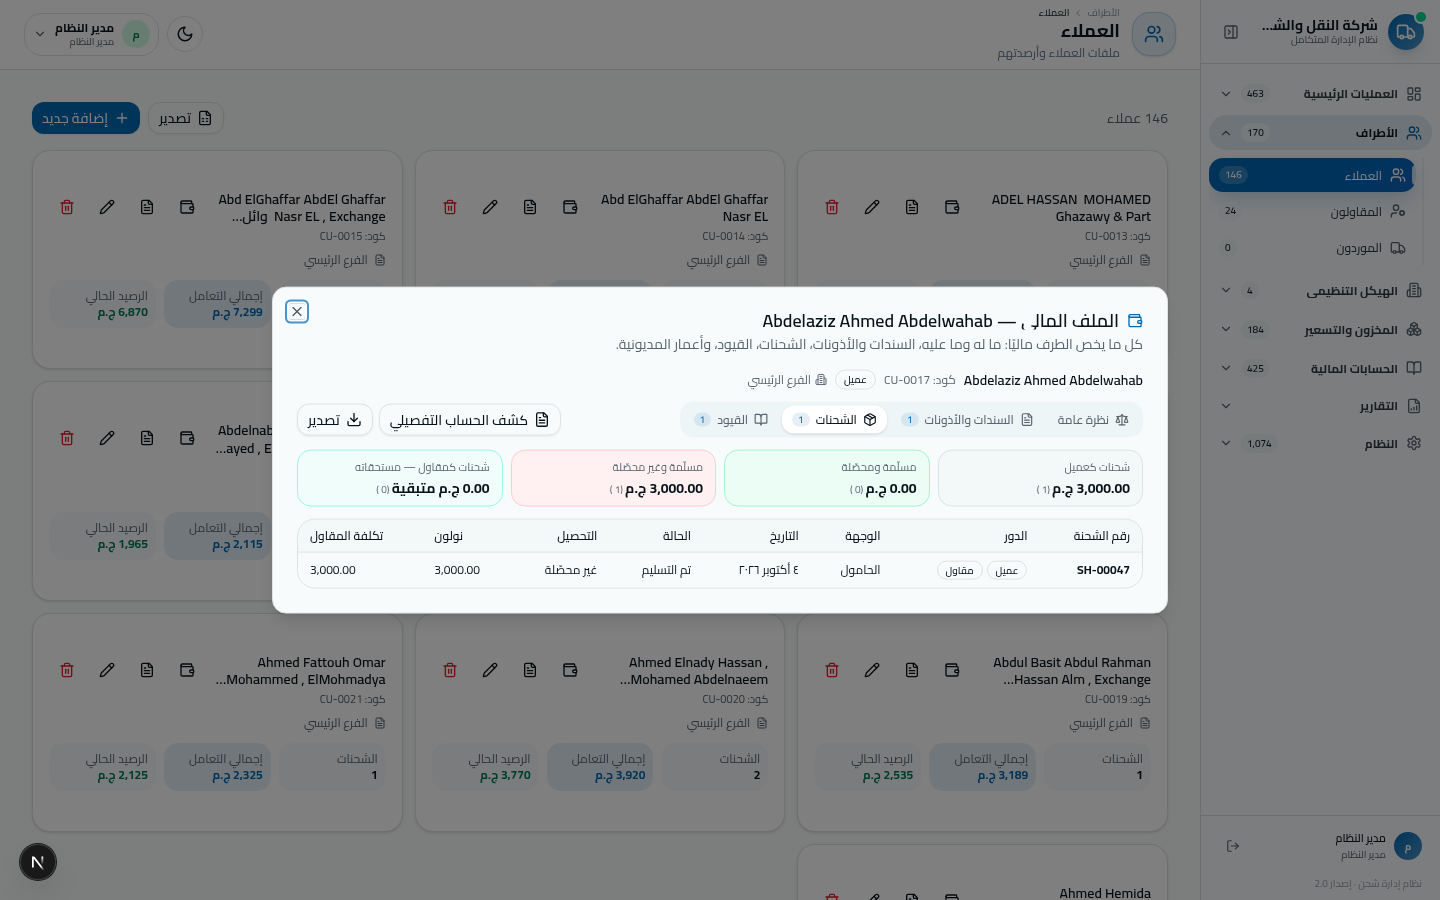 شركة النقل والشـ...
نظام الإدارة المتكامل
العمليات الرئيسية 463
الأطراف 170
العملاء 146
المقاولون 24
الموردون 0
الهيكل التنظيمي 4
المخزون والتسعير 184
الحسابات المالية 425
التقارير
النظام 1,074
مدير النظام
م
مدير النظام
نظام إدارة شحن · إصدار 2.0
الأطراف › العملاء
العملاء
ملفات العملاء وأرصدتهم
م
مدير النظام
مدير النظام
146 عملاء
تصدير
إضافة جديد
ADEL HASSAN MOHAMED
Ghazawy & Part
كود: CU-0013
الفرع الرئيسي
Abd ElGhaffar AbdEl Ghaffar
Nasr EL
كود: CU-0014
الفرع الرئيسي
Abd ElGhaffar AbdEl Ghaffar
Nasr EL , Exchange وائل...
كود: CU-0015
الفرع الرئيسي
إجمالي التعامل
7,299 ج.م
الرصيد الحالي
6,870 ج.م
الملف المالي — Abdelaziz Ahmed Abdelwahab
كل ما يخص الطرف ماليًا: ما له وما عليه، السندات والأذونات، الشحنات، القيود، وأعمار المديونية.
Abdelaziz Ahmed Abdelwahab كود: CU-0017 عميل الفرع الرئيسي
نظرة عامة
السندات والأذونات 1
الشحنات 1
القيود 1
كشف الحساب التفصيلي
تصدير
شحنات كعميل
3,000.00 ج.م (1 )
مسلّمة ومحصّلة
0.00 ج.م (0 )
مسلّمة وغير محصّلة
3,000.00 ج.م (1 )
شحنات كمقاول — مستحقاته
0.00 ج.م متبقية (0 )
رقم الشحنة الدور الوجهة التاريخ الحالة التحصيل نولون تكلفة المقاول
SH-00047 عميل مقاول الحامول ٤ أكتوبر ٢٠٢٦ تم التسليم غير محصّلة 3,000.00 3,000.00
إجمالي التعامل
2,115 ج.م
الرصيد الحالي
1,965 ج.م
Abdul Basit Abdul Rahman
Hassan Alm , Exchange...
كود: CU-0019
الفرع الرئيسي
الشحنات
1
إجمالي التعامل
3,189 ج.م
الرصيد الحالي
2,535 ج.م
Ahmed Elnady Hassan ,
Mohamed Abdelnaeem...
كود: CU-0020
الفرع الرئيسي
الشحنات
2
إجمالي التعامل
3,920 ج.م
الرصيد الحالي
3,770 ج.م
Ahmed Fattouh Omar
Mohammed , ElMohmadya...
كود: CU-0021
الفرع الرئيسي
الشحنات
1
إجمالي التعامل
2,325 ج.م
الرصيد الحالي
2,125 ج.م
Ahmed Hemida
N